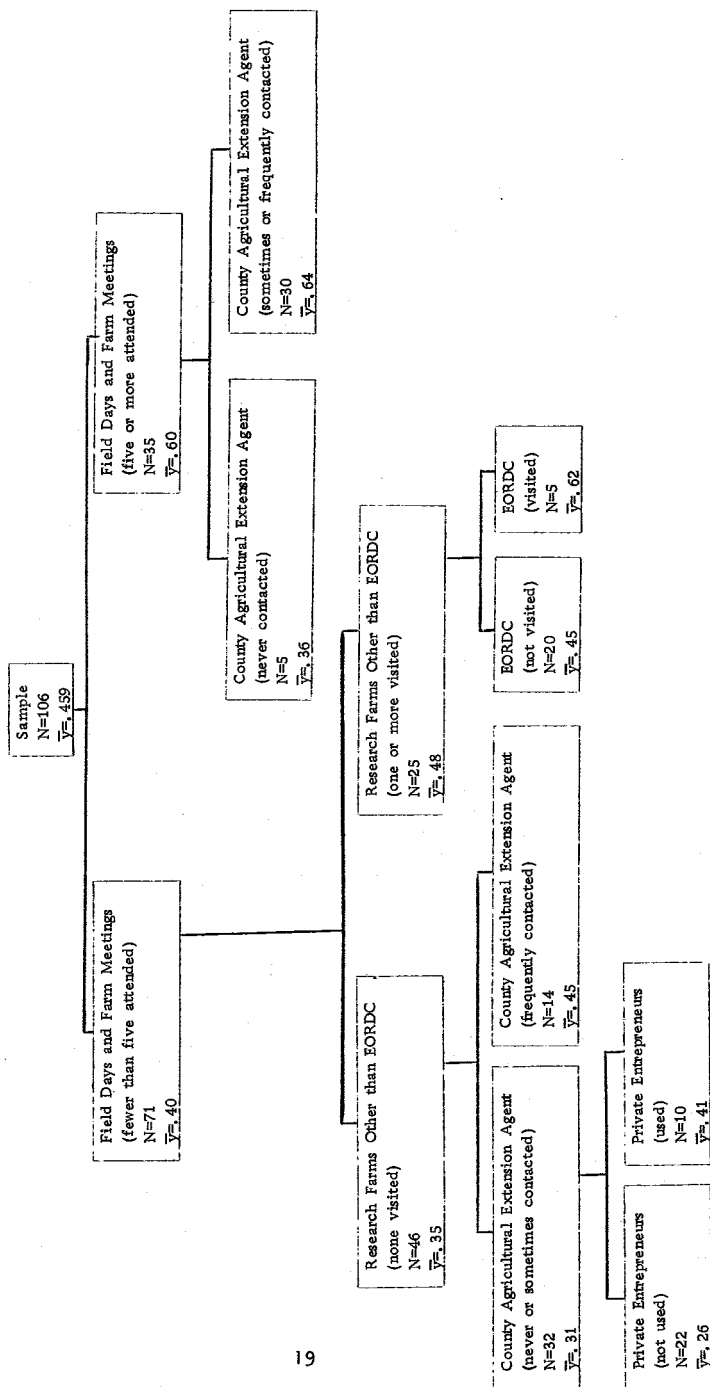 Sample
N=106
y̅=.459
Field Days and Farm Meetings
(fewer than five attended)
N=71
y̅=.40
Field Days and Farm Meetings
(five or more attended)
N=35
y̅=.60
County Agricultural Extension Agent
(never contacted)
N=5
y̅=.36
County Agricultural Extension Agent
(sometimes or frequently contacted)
N=30
y̅=.64
Research Farms Other than EORDC
(none visited)
N=46
y̅=.35
Research Farms Other than EORDC
(one or more visited)
N=25
y̅=.48
County Agricultural Extension Agent
(never or sometimes contacted)
N=32
y̅=.31
County Agricultural Extension Agent
(frequently contacted)
N=14
y̅=.45
EORDC
(not visited)
N=20
y̅=.45
EORDC
(visited)
N=5
y̅=.62
Private Entrepreneurs
(not used)
N=22
y̅=.26
Private Entrepreneurs
(used)
N=10
y̅=.41
19